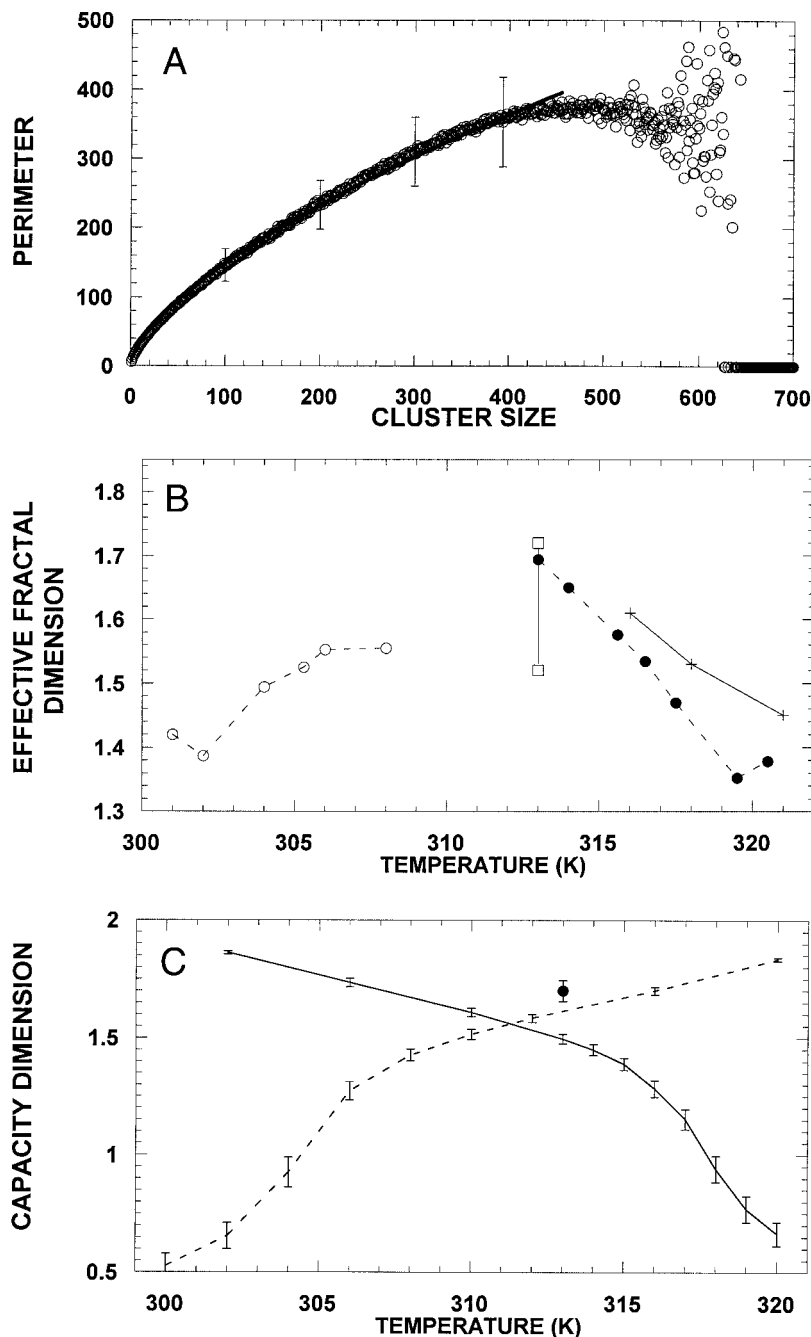 A
PERIMETER
500
400
300
200
100
0
0 100 200 300 400 500 600 700
CLUSTER SIZE
B
EFFECTIVE FRACTAL
DIMENSION
1.8
1.7
1.6
1.5
1.4
1.3
300 305 310 315 320
TEMPERATURE (K)
C
CAPACITY DIMENSION
2
1.5
1
0.5
300 305 310 315 320
TEMPERATURE (K)